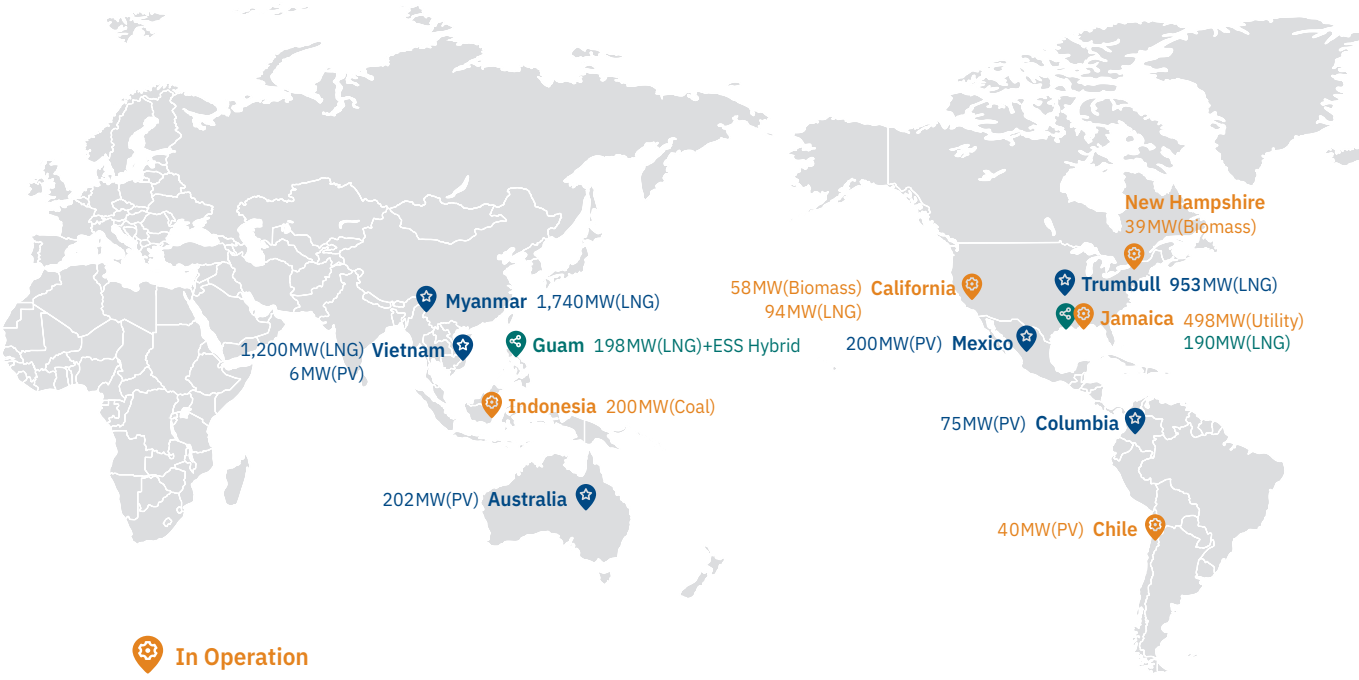 New Hampshire
39MW(Biomass)
58MW(Biomass) California
94MW(LNG)
Trumbull 953MW(LNG)
Myanmar 1,740MW(LNG)
Jamaica 498MW(Utility)
190MW(LNG)
1,200MW(LNG) Vietnam
6MW(PV)
Guam 198MW(LNG)+ESS Hybrid
200MW(PV) Mexico
Indonesia 200MW(Coal)
75MW(PV) Columbia
202MW(PV) Australia
40MW(PV) Chile
In Operation